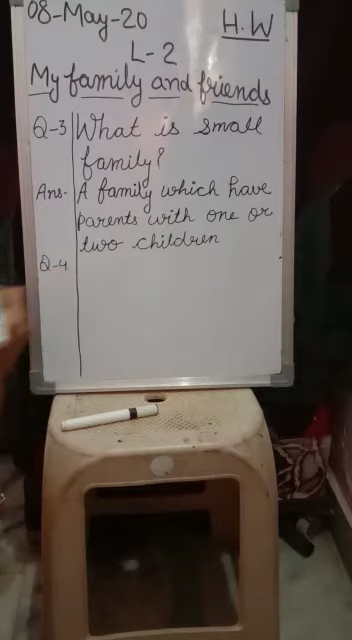 08-May-20 H.W
L-2
My family and friends
Q-3 What is small
family?
Ans- A family which have
parents with one or
two children
Q-4